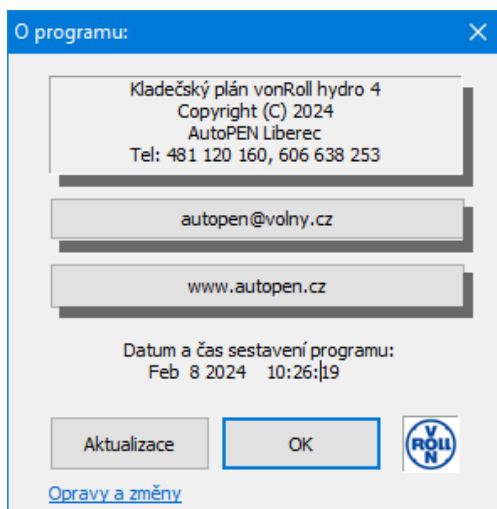 O programu:
Kladečský plán vonRoll hydro 4
Copyright (C) 2024
AutoPEN Liberec
Tel: 481 120 160, 606 638 253
autopen@volny.cz
www.autopen.cz
Datum a čas sestavení programu:
Feb 8 2024 10:26:19
Aktualizace
OK
V
ROLL
N
Opravy a změny